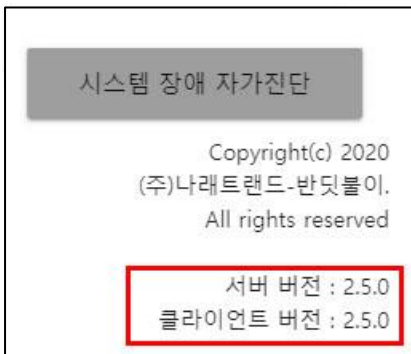 시스템 장애 자가진단
Copyright(c) 2020
(주)나래트랜드-반딧불이.
All rights reserved
서버 버전 : 2.5.0
클라이언트 버전 : 2.5.0